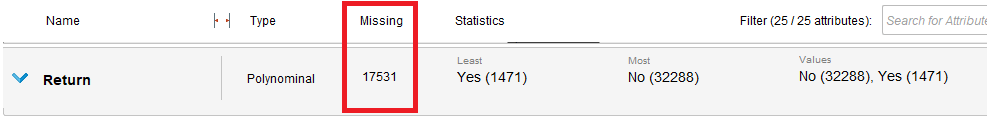 Name Type Missing Statistics Filter (25 / 25 attributes): Search for Attribute
Least Most Values
Return Polynominal 17531 Yes (1471) No (32288) No (32288), Yes (1471)